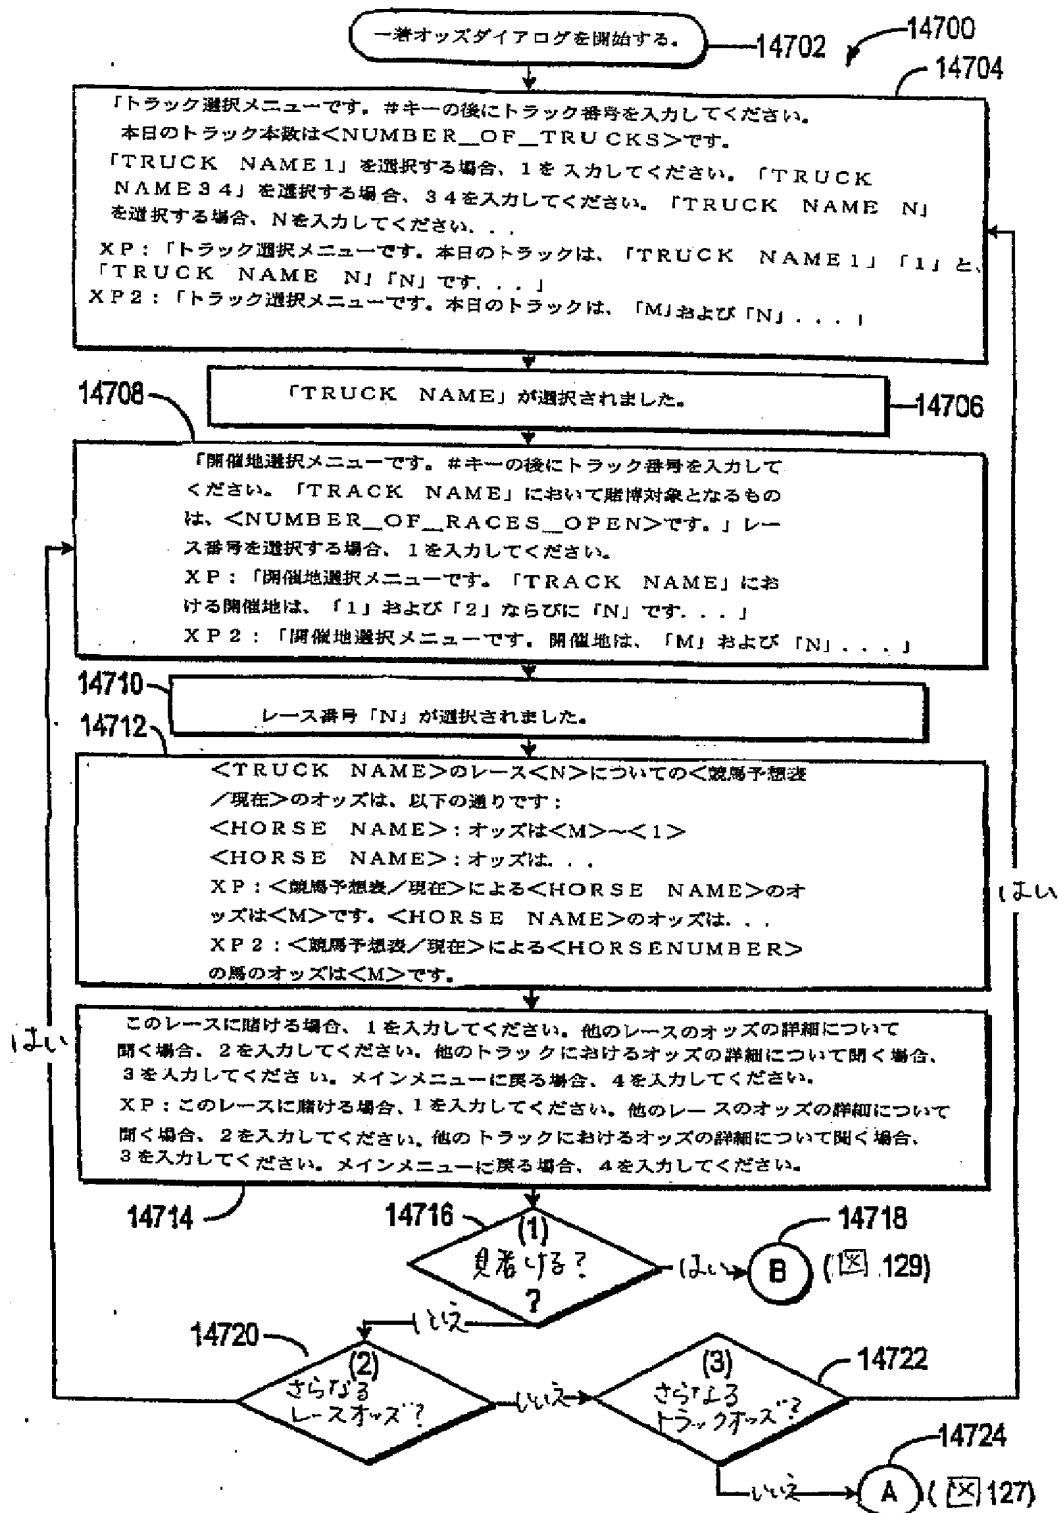 一着オッズダイアログを開始する。
14702
14700
14704
「トラック選択メニューです。#キーの後にトラック番号を入力してください。
本日のトラック本数は<NUMBER_OF_TRUCKS>です。
「TRUCK NAME1」を選択する場合、1を入力してください。「TRUCK
NAME34」を選択する場合、34を入力してください。「TRUCK NAME N」
を選択する場合、Nを入力してください...
XP:「トラック選択メニューです。本日のトラックは、「TRUCK NAME1」「1」と、
「TRUCK NAME N」「N」です...」
XP2:「トラック選択メニューです。本日のトラックは、「M」および「N」...」
14708
「TRUCK NAME」が選択されました。
14706
「開催地選択メニューです。#キーの後にトラック番号を入力して
ください。「TRACK NAME」において賭博対象となるもの
は、<NUMBER_OF_RACES_OPEN>です。」レー
ス番号を選択する場合、1を入力してください。
XP:「開催地選択メニューです。「TRACK NAME」にお
ける開催地は、「1」および「2」ならびに「N」です...」
XP2:「開催地選択メニューです。開催地は、「M」および「N」...」
14710
レース番号「N」が選択されました。
14712
<TRUCK NAME>のレース<N>についての<競馬予想表
/現在>のオッズは、以下の通りです:
<HORSE NAME>:オッズは<M>~<1>
<HORSE NAME>:オッズは...
XP:<競馬予想表/現在>による<HORSE NAME>のオ
ッズは<M>です。<HORSE NAME>のオッズは...
XP2:<競馬予想表/現在>による<HORSENUMBER>
の馬のオッズは<M>です。
はい
はい
このレースに賭ける場合、1を入力してください。他のレースのオッズの詳細について
聞く場合、2を入力してください。他のトラックにおけるオッズの詳細について聞く場合、
3を入力してください。メインメニューに戻る場合、4を入力してください。
XP:このレースに賭ける場合、1を入力してください。他のレースのオッズの詳細について
聞く場合、2を入力してください。他のトラックにおけるオッズの詳細について聞く場合、
3を入力してください。メインメニューに戻る場合、4を入力してください。
14714
14716
(1)
?
はい
14718
B
(図 129)
いいえ
14720
(2)
さらなる
レースオッズ?
いいえ
(3)
さらなる
トラックオッズ?
14722
いいえ
14724
A
(図 127)